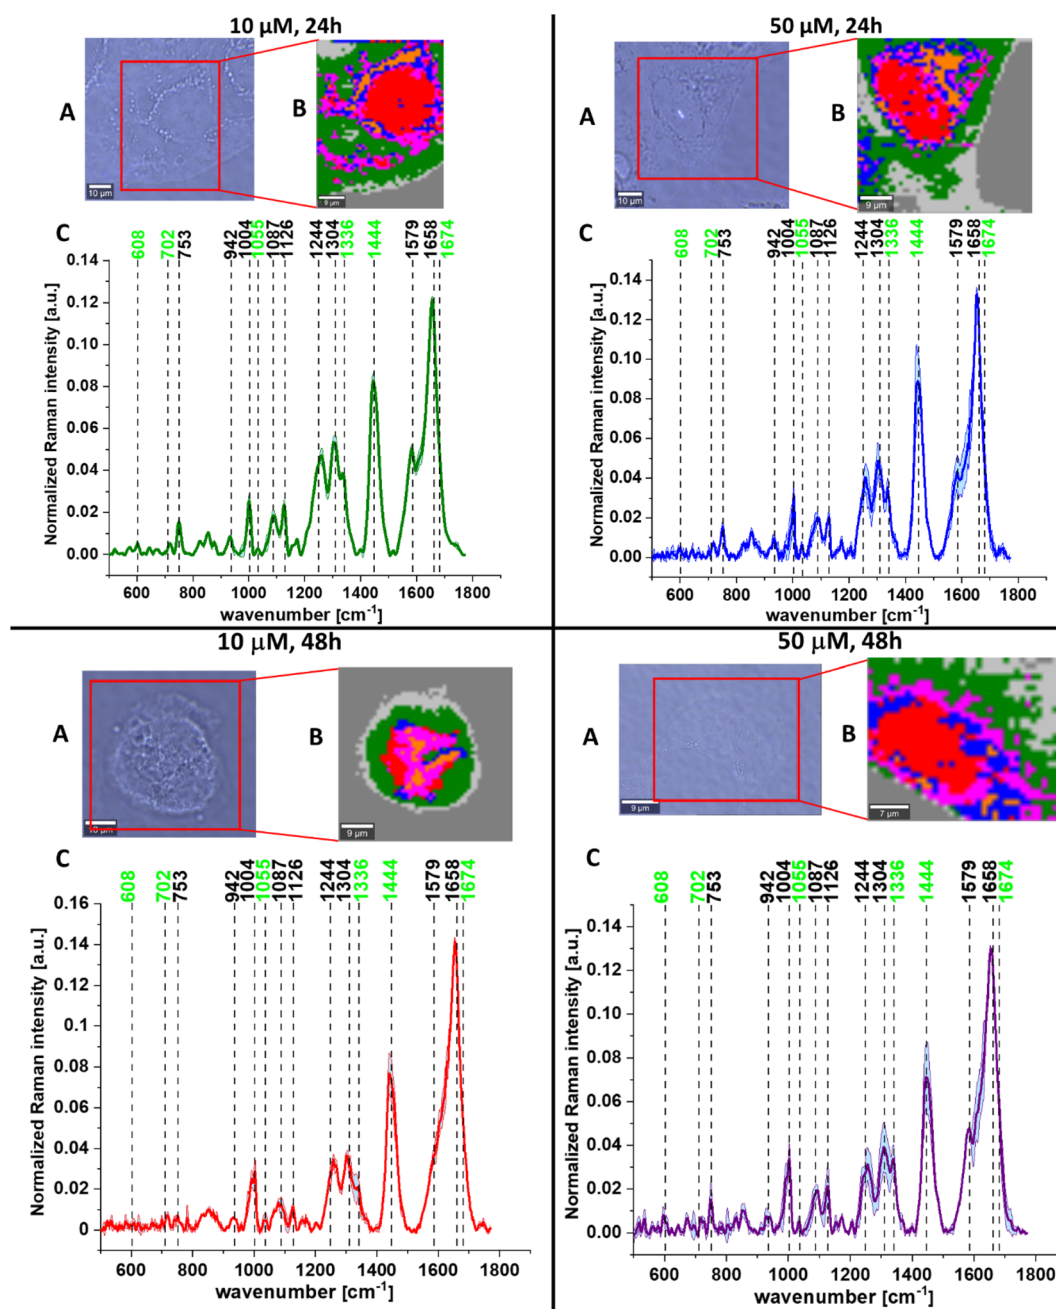 10 μM, 24h
A
B
10 μm
9 μm
C
608
702
753
942
1004
1055
1087
1126
1244
1304
1336
1444
1579
1658
1674
Normalized Raman intensity [a.u.]
0.14
0.12
0.10
0.08
0.06
0.04
0.02
0.00
600 800 1000 1200 1400 1600 1800
wavenumber [cm⁻¹]
50 μM, 24h
A
B
10 μm
9 μm
C
608
702
753
942
1004
1055
1087
1126
1244
1304
1336
1444
1579
1658
1674
Normalized Raman intensity [a.u.]
0.14
0.12
0.10
0.08
0.06
0.04
0.02
0.00
600 800 1000 1200 1400 1600 1800
wavenumber [cm⁻¹]
10 μM, 48h
A
B
10 μm
9 μm
C
608
702
753
942
1004
1055
1087
1126
1244
1304
1336
1444
1579
1658
1674
Normalized Raman intensity [a.u.]
0.16
0.14
0.12
0.1
0.08
0.06
0.04
0.02
0
600 800 1000 1200 1400 1600 1800
wavenumber [cm⁻¹]
50 μM, 48h
A
B
9 μm
7 μm
C
608
702
753
942
1004
1055
1087
1126
1244
1304
1336
1444
1579
1658
1674
Normalized Raman intensity [a.u.]
0.14
0.12
0.10
0.08
0.06
0.04
0.02
0.00
600 800 1000 1200 1400 1600 1800
wavenumber [cm⁻¹]